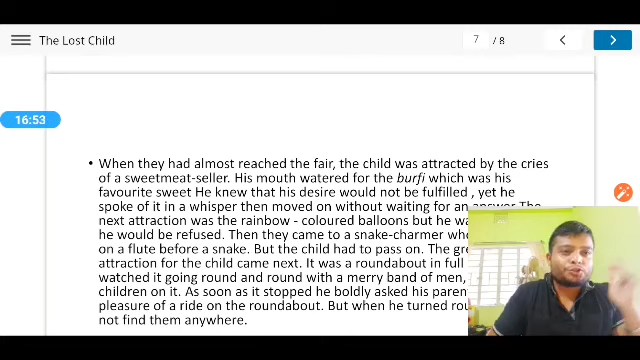 The Lost Child
7 / 8
16:53
• When they had almost reached the fair, the child was attracted by the cries
of a sweetmeat-seller. His mouth watered for the burfi which was his
favourite sweet He knew that his desire would not be fulfilled , yet he
spoke of it in a whisper then moved on without waiting for an answer. The
next attraction was the rainbow - coloured balloons but he wa
he would be refused. Then they came to a snake-charmer wh
on a flute before a snake. But the child had to pass on. The gre
attraction for the child came next. It was a roundabout in full
watched it going round and round with a merry band of men,
children on it. As soon as it stopped he boldly asked his paren
pleasure of a ride on the roundabout. But when he turned rou
not find them anywhere.